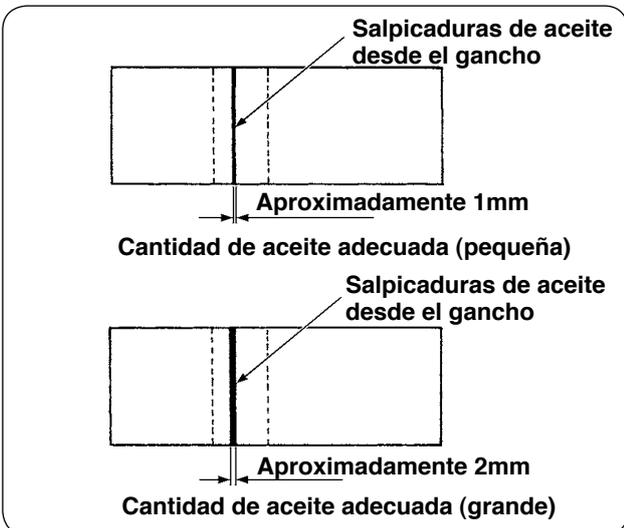 Salpicaduras de aceite
desde el gancho
Aproximadamente 1mm
Cantidad de aceite adecuada (pequeña)
Salpicaduras de aceite
desde el gancho
Aproximadamente 2mm
Cantidad de aceite adecuada (grande)